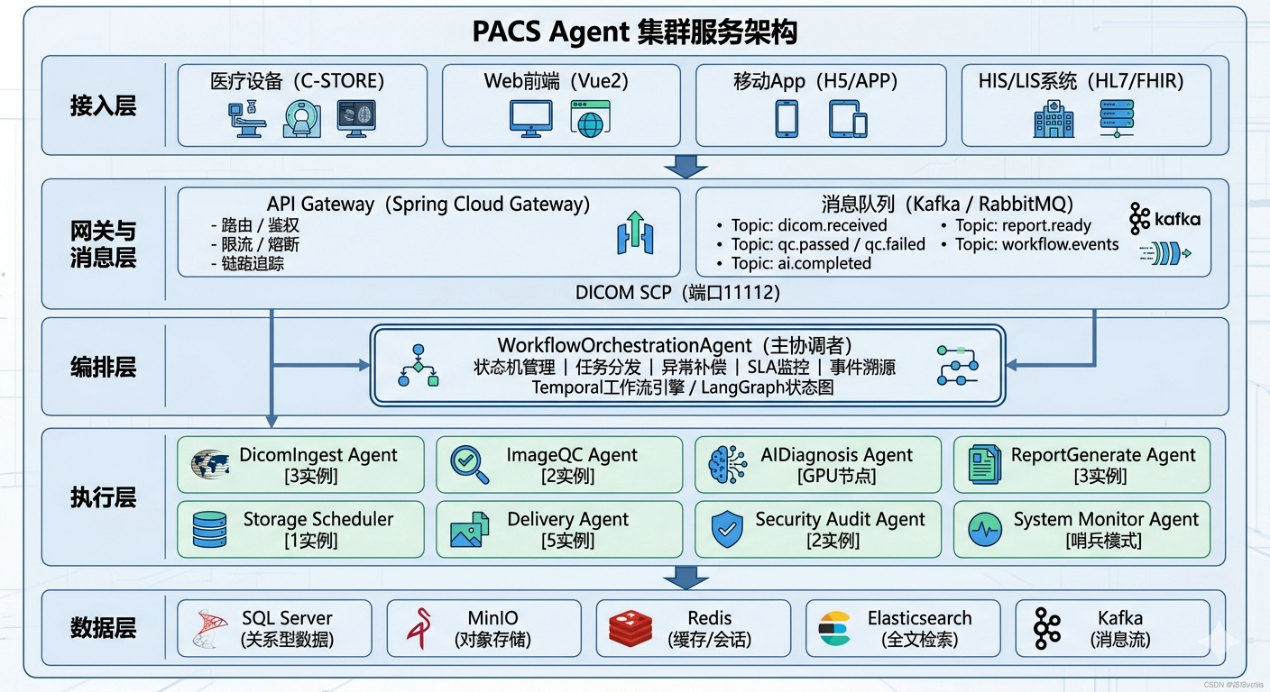 PACS Agent 集群服务架构
接入层
医疗设备（C-STORE）
Web前端（Vue2）
移动App（H5/APP）
HIS/LIS系统（HL7/FHIR）
网关与
消息层
API Gateway（Spring Cloud Gateway）
- 路由 / 鉴权
- 限流 / 熔断
- 链路追踪
消息队列（Kafka / RabbitMQ）
• Topic: dicom.received
• Topic: qc.passed / qc.failed
• Topic: ai.completed
• Topic: report.ready
• Topic: workflow.events
kafka
DICOM SCP（端口11112）
编排层
WorkflowOrchestrationAgent（主协调者）
状态机管理 | 任务分发 | 异常补偿 | SLA监控 | 事件溯源
Temporal工作流引擎 / LangGraph状态图
执行层
DicomIngest Agent
[3实例]
ImageQC Agent
[2实例]
AIDiagnosis Agent
[GPU节点]
ReportGenerate Agent
[3实例]
Storage Scheduler
[1实例]
Delivery Agent
[5实例]
Security Audit Agent
[2实例]
System Monitor Agent
[哨兵模式]
数据层
SQL Server
(关系型数据)
MinIO
(对象存储)
Redis
(缓存/会话)
Elasticsearch
(全文检索)
Kafka
(消息流)
CSDN